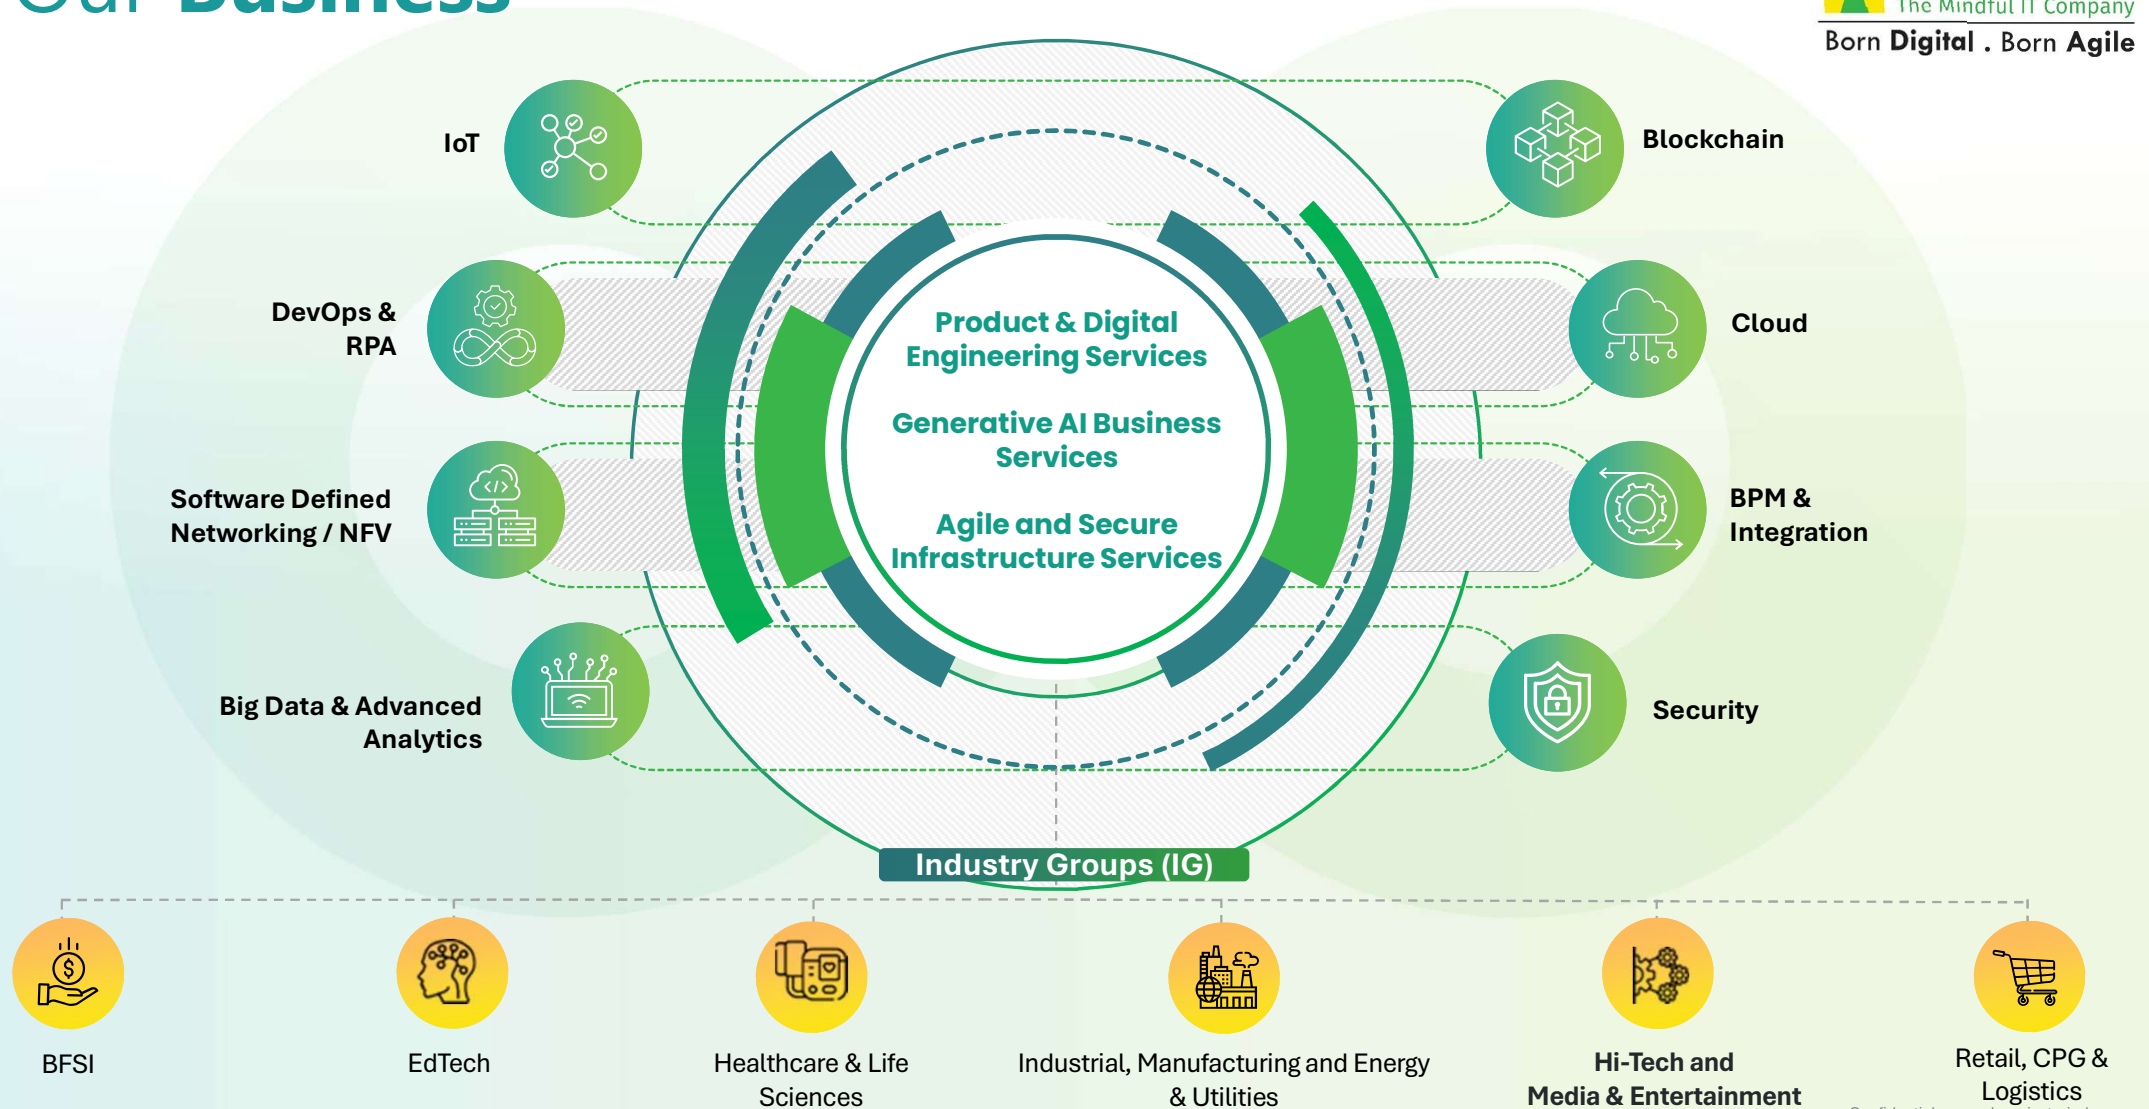 Our Business
The Mindful IT Company
Born Digital . Born Agile
IoT
Blockchain
DevOps &
RPA
Cloud
Product & Digital
Engineering Services
Generative AI Business
Services
Agile and Secure
Infrastructure Services
Software Defined
Networking / NFV
BPM &
Integration
Big Data & Advanced
Analytics
Security
Industry Groups (IG)
BFSI
EdTech
Healthcare & Life
Sciences
Industrial, Manufacturing and Energy
& Utilities
Hi-Tech and
Media & Entertainment
Retail, CPG &
Logistics